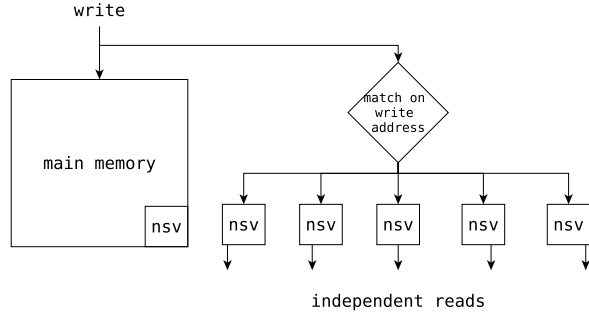 write
match on
write
address
main memory
nsv
nsv
nsv
nsv
nsv
nsv
independent reads